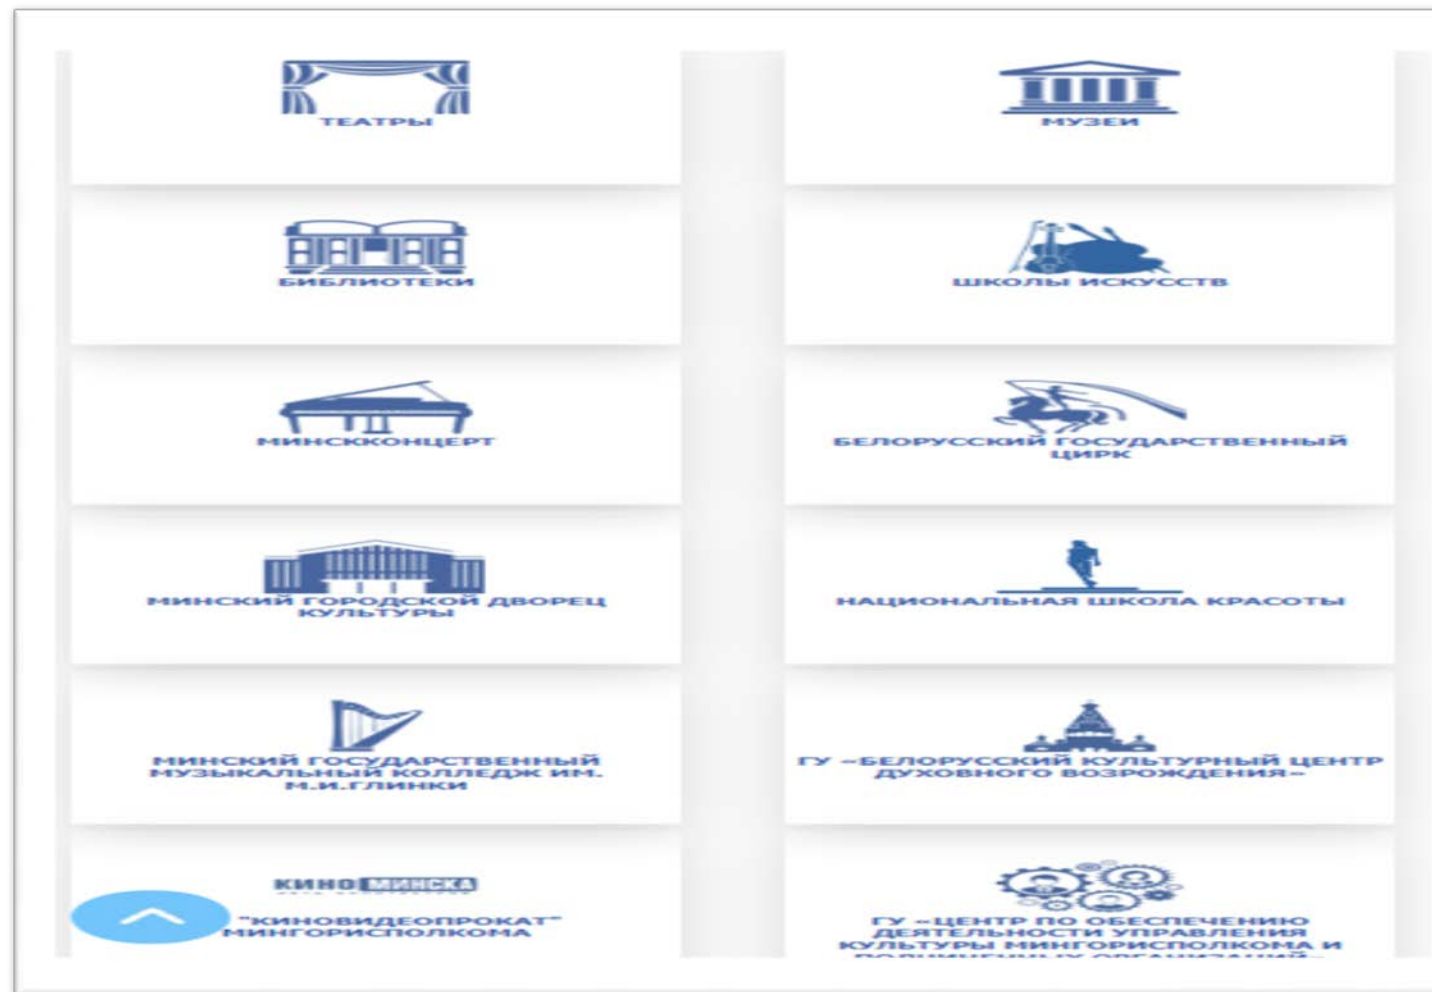 ТЕАТРЫ
МУЗЕИ
БИБЛИОТЕКИ
ШКОЛЫ ИСКУССТВ
МИНСККОНЦЕРТ
БЕЛОРУССКИЙ ГОСУДАРСТВЕННЫЙ
ЦИРК
МИНСКИЙ ГОРОДСКОЙ ДВОРЕЦ
КУЛЬТУРЫ
НАЦИОНАЛЬНАЯ ШКОЛА КРАСОТЫ
МИНСКИЙ ГОСУДАРСТВЕННЫЙ
МУЗЫКАЛЬНЫЙ КОЛЛЕДЖ ИМ.
М.И.ГЛИНКИ
ГУ «БЕЛОРУССКИЙ КУЛЬТУРНЫЙ ЦЕНТР
ДУХОВНОГО ВОЗРОЖДЕНИЯ»
КИНО МИНСКА
"КИНОВИДЕОПРОКАТ"
МИНГОРИСПОЛКОМА
ГУ «ЦЕНТР ПО ОБЕСПЕЧЕНИЮ
ДЕЯТЕЛЬНОСТИ УПРАВЛЕНИЯ
КУЛЬТУРЫ МИНГОРИСПОЛКОМА И